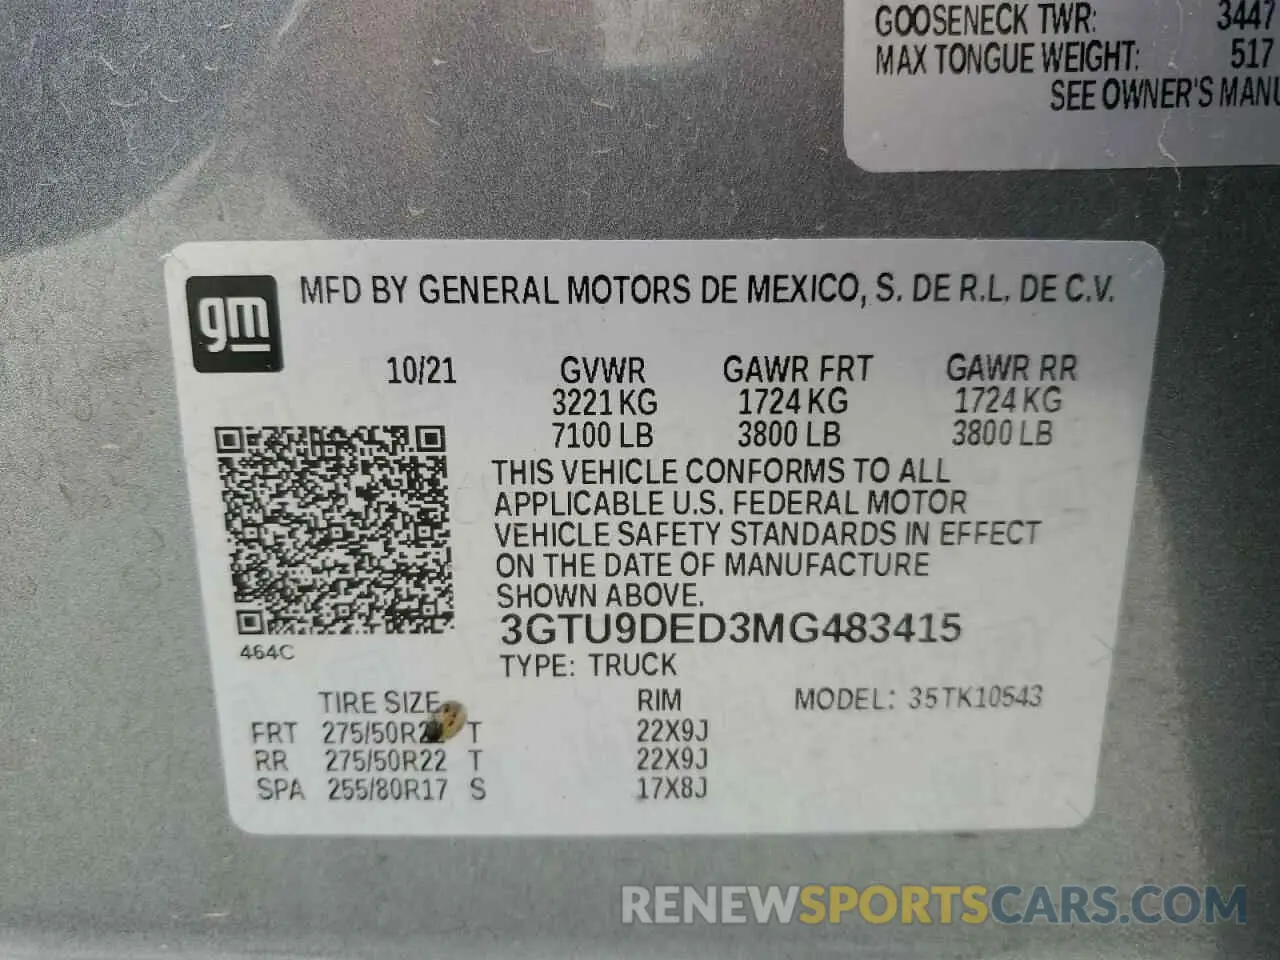 GOOSENECK TWR: 3447
MAX TONGUE WEIGHT: 517
SEE OWNER'S
gm
MFD BY GENERAL MOTORS DE MEXICO, S. DE R.L. DE C.V.
10/21 GVWR GAWR FRT GAWR RR
3221 KG 1724 KG 1724 KG
7100 LB 3800 LB 3800 LB
THIS VEHICLE CONFORMS TO ALL
APPLICABLE U.S. FEDERAL MOTOR
VEHICLE SAFETY STANDARDS IN EFFECT
ON THE DATE OF MANUFACTURE
SHOWN ABOVE.
3GTU9DED3MG483415
464C
TYPE: TRUCK
TIRE SIZE RIM MODEL: 35TK10543
FRT T 22X9J
RR 275/50R22 T 22X9J
SPA 255/80R17 S 17X8J
RENEWSPORTSCARS.COM